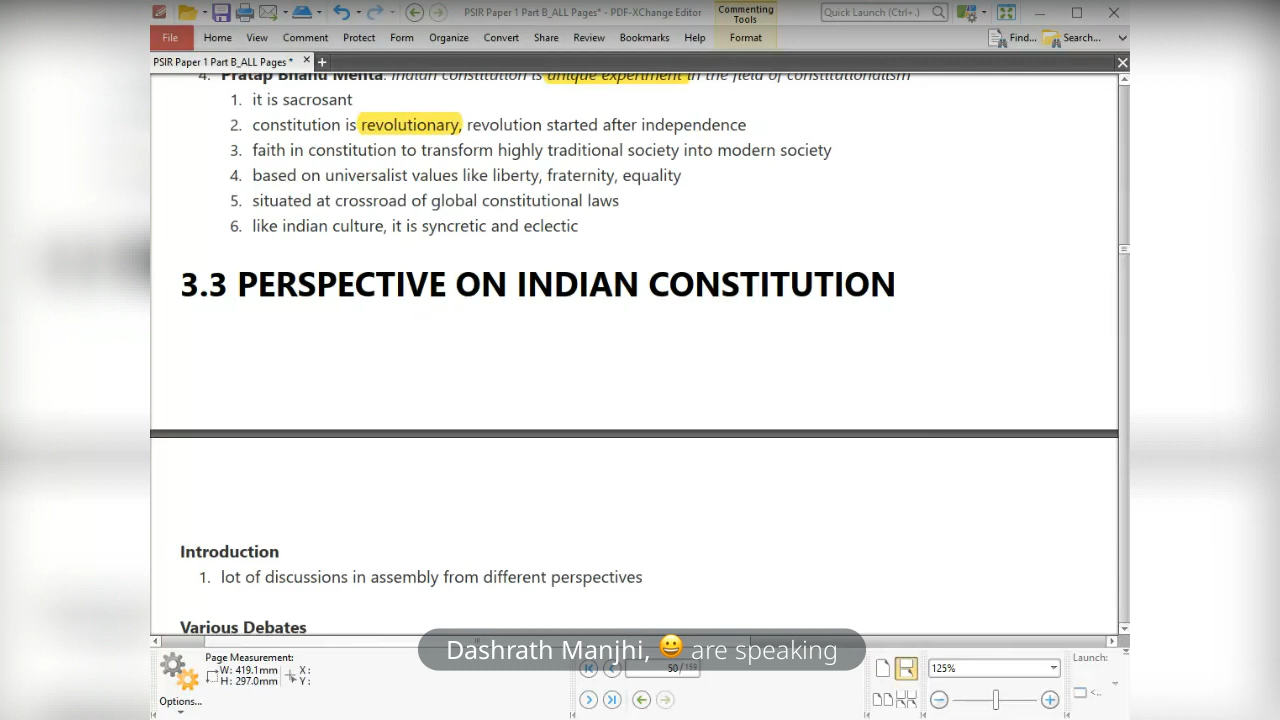 PSIR Paper 1 Part B_ALL Pages* - PDF-XChange Editor
Commenting Tools
Quick Launch (Ctrl+.)
File Home View Comment Protect Form Organize Convert Share Review Bookmarks Help Format Find... Search...
PSIR Paper 1 Part B_ALL Pages *
4. Pratap Bhanu Mehta: Indian constitution is unique experiment in the field of constitutionalism
1. it is sacrosant
2. constitution is revolutionary, revolution started after independence
3. faith in constitution to transform highly traditional society into modern society
4. based on universalist values like liberty, fraternity, equality
5. situated at crossroad of global constitutional laws
6. like indian culture, it is syncretic and eclectic
3.3 PERSPECTIVE ON INDIAN CONSTITUTION
Introduction
1. lot of discussions in assembly from different perspectives
Various Debates
Dashrath Manjhi, 😀 are speaking
Options...
Page Measurement:
W: 419.1mm
H: 297.0mm
X:
Y:
50 / 159
125%
Launch: